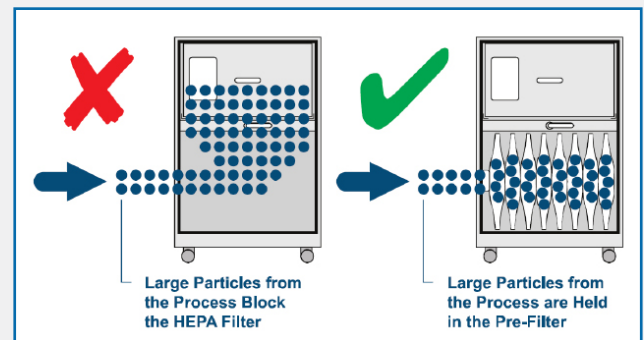 Large Particles from
the Process Block
the HEPA Filter
Large Particles from
the Process are Held
in the Pre-Filter